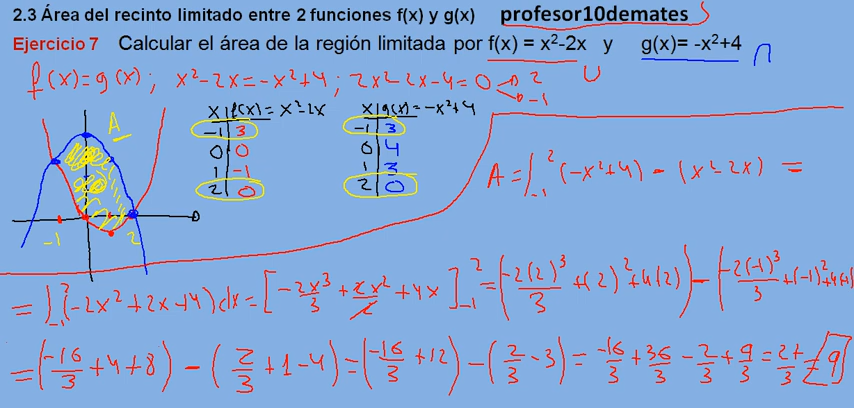 2.3 Área del recinto limitado entre 2 funciones f(x) y g(x) profesor10demates
Ejercicio 7 Calcular el área de la región limitada por f(x) = x²-2x y g(x)= -x²+4
f(x)=g(x); x²-2x=-x²+4; 2x²-2x-4=0 2
-1
A
-1 2
x f(x)=x²-2x
-1 3
0 0
1 -1
2 0
x g(x)=-x²+4
-1 3
0 4
1 3
2 0
A=∫₋₁²(-x²+4)-(x²-2x)=
=∫₋₁²(-2x²+2x+4)dx=[-2x³/3+2x²/2+4x]₋₁²=(-2(2)³/3+(2)²+4(2))-(-2(-1)³/3+(-1)²+4(-1)
=(-16/3+4+8)-(2/3+1-4)=(-16/3+12)-(2/3-3)=-16/3+36/3-2/3+9/3=27/3=9